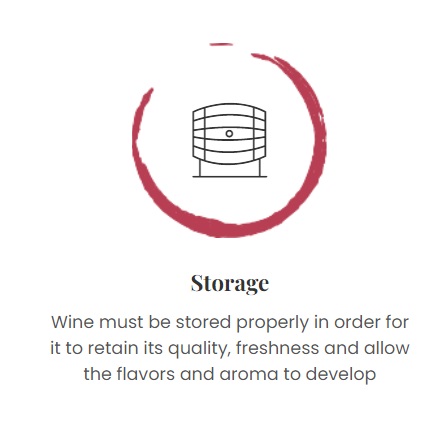 Storage
Wine must be stored properly in order for
it to retain its quality, freshness and allow
the flavors and aroma to develop